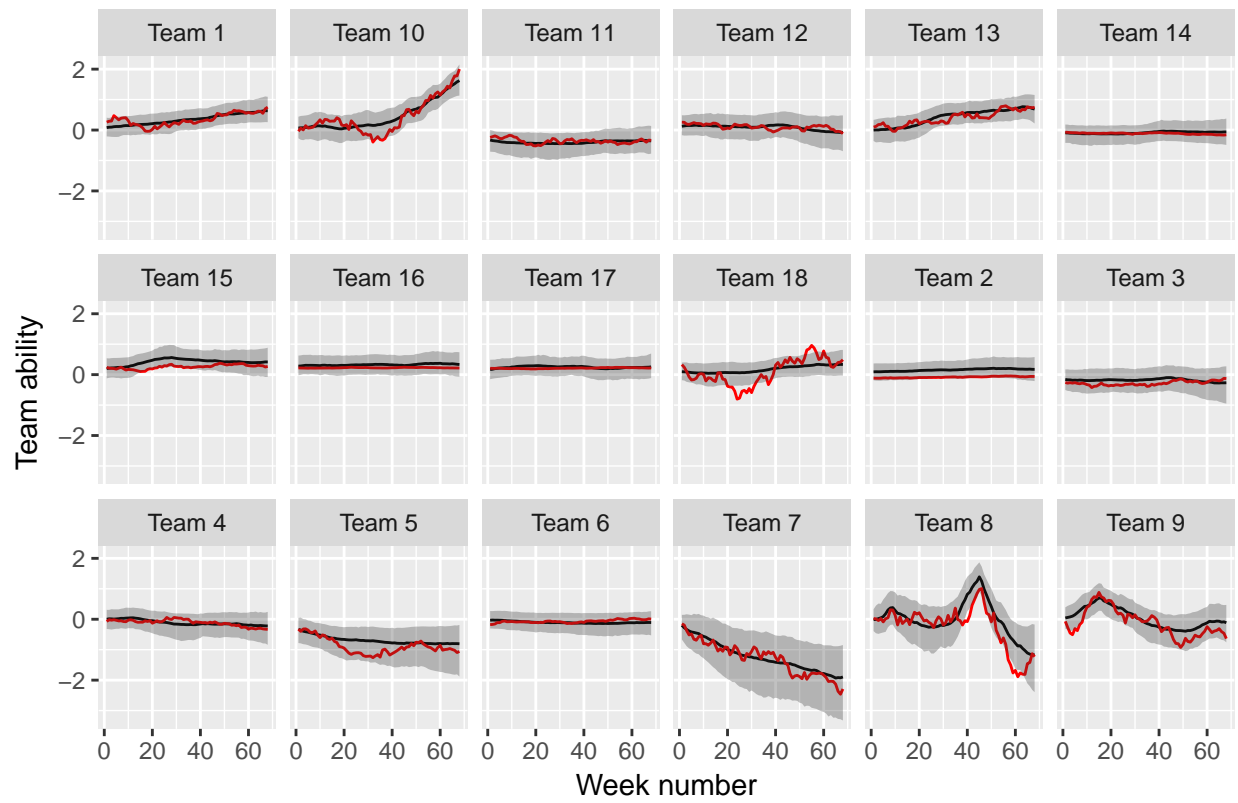 Team 1 Team 10 Team 11 Team 12 Team 13 Team 14
2
0
−2
Team 15 Team 16 Team 17 Team 18 Team 2 Team 3
2
0
−2
Team 4 Team 5 Team 6 Team 7 Team 8 Team 9
2
0
−2
0 20 40 60 0 20 40 60 0 20 40 60 0 20 40 60 0 20 40 60 0 20 40 60
Week number
Team ability